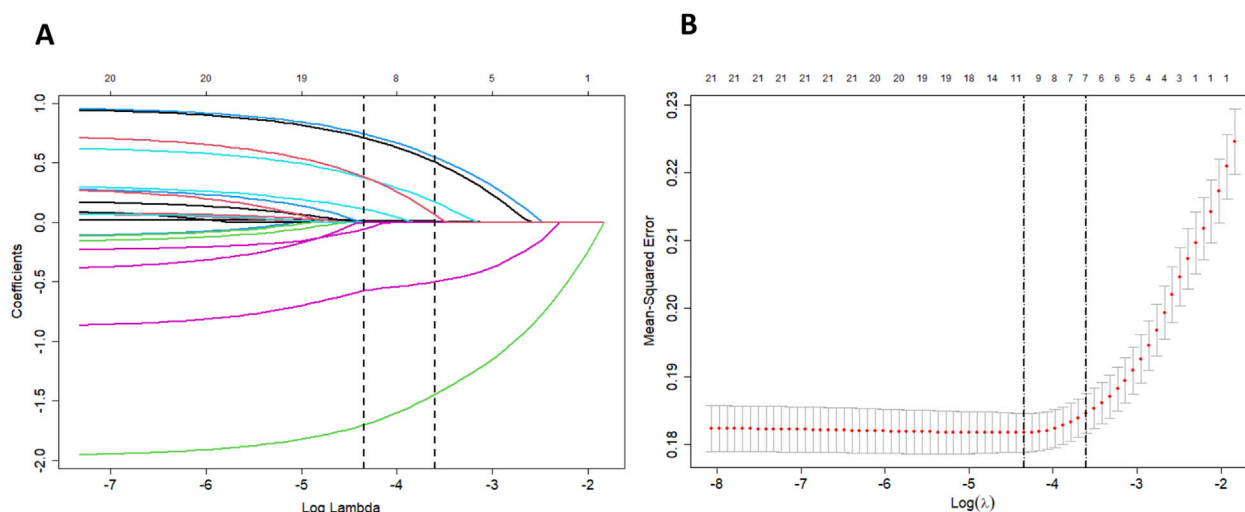 A
20 20 19 8 5 1
1.0
0.5
0.0
-0.5
-1.0
-1.5
-2.0
Coefficients
-7 -6 -5 -4 -3 -2
Log Lambda
B
21 21 21 21 21 21 21 20 20 19 19 18 14 11 9 8 7 7 6 6 5 4 4 3 1 1 1
0.23
0.22
0.21
0.20
0.19
0.18
Mean-Squared Error
-8 -7 -6 -5 -4 -3 -2
Log(λ)